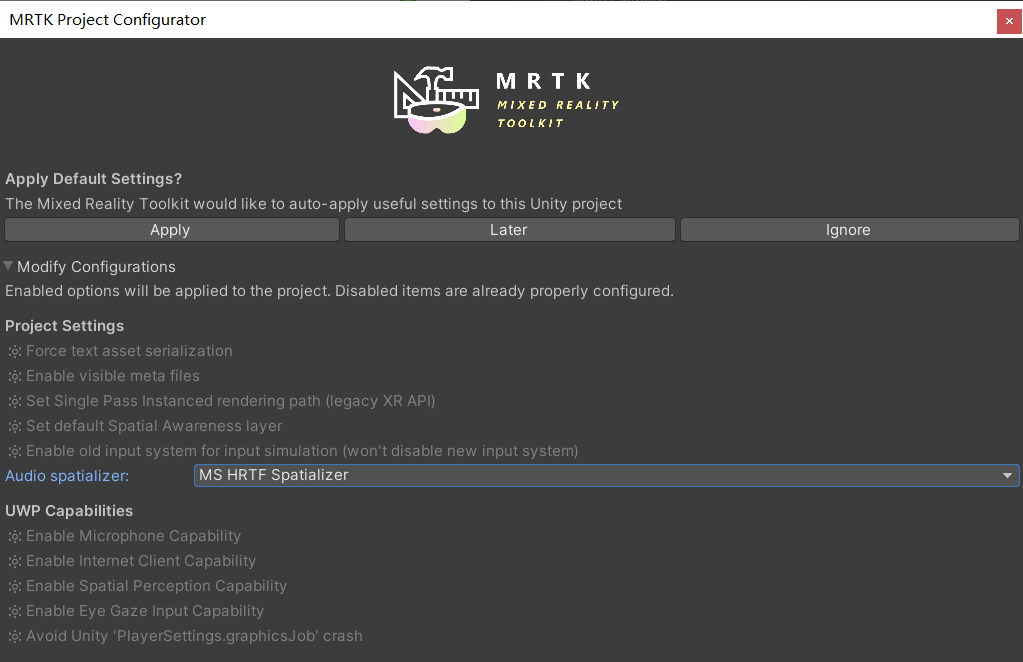 MRTK Project Configurator
MRTK
MIXED REALITY
TOOLKIT
Apply Default Settings?
The Mixed Reality Toolkit would like to auto-apply useful settings to this Unity project
Apply Later Ignore
Modify Configurations
Enabled options will be applied to the project. Disabled items are already properly configured.
Project Settings
Force text asset serialization
Enable visible meta files
Set Single Pass Instanced rendering path (legacy XR API)
Set default Spatial Awareness layer
Enable old input system for input simulation (won't disable new input system)
Audio spatializer: MS HRTF Spatializer
UWP Capabilities
Enable Microphone Capability
Enable Internet Client Capability
Enable Spatial Perception Capability
Enable Eye Gaze Input Capability
Avoid Unity 'PlayerSettings.graphicsJob' crash